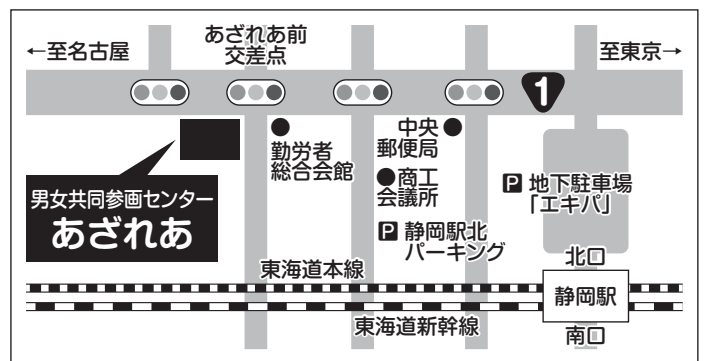 ←至名古屋
あざれあ前
交差点
至東京→
1
勤労者
総合会館
中央
郵便局
商工
会議所
P 地下駐車場
「エキパ」
男女共同参画センター
あざれあ
P 静岡駅北
パーキング
北口
東海道本線
静岡駅
東海道新幹線
南口